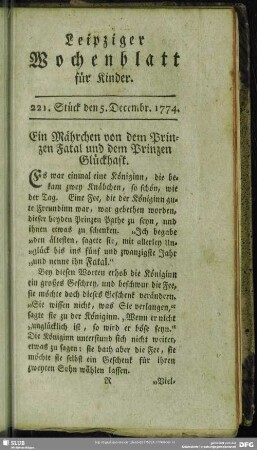 Leipziger
Wochenblatt
für Kinder.
221. Stück den 5. Decembr. 1774.
Ein Mährchen von dem Prin-
zen Fatal und dem Prinzen
Glückhaft.
Es war einmal eine Königinn, die be-
kam zwey Knäbchen, so schön, wie
der Tag. Eine Fee, die der Königinn gu-
te Freundinn war, war gebethen worden,
dieser beyden Prinzen Pathe zu seyn, und
ihnen etwas zu schenken. „Ich begabe
„den ältesten, sagete sie, mit allerley Un-
„glück bis ins fünf und zwanzigste Jahr
„und nenne ihn Fatal.“
Bey diesen Worten erhob die Königinn
ein großes Geschrey, und beschwur die Fee,
sie möchte doch dieses Geschenk verändern.
„Sie wissen nicht, was Sie verlangen,“
sagte sie zu der Königinn. „Wenn er nicht
„unglücklich ist, so wird er böse seyn.“
Die Königinn unterstund sich nicht weiter,
etwas zu sagen: sie bath aber die Fee, sie
möchte sie selbst ein Geschenk für ihren
zweyten Sohn wählen lassen.
R „Viel-
SLUB
DFG